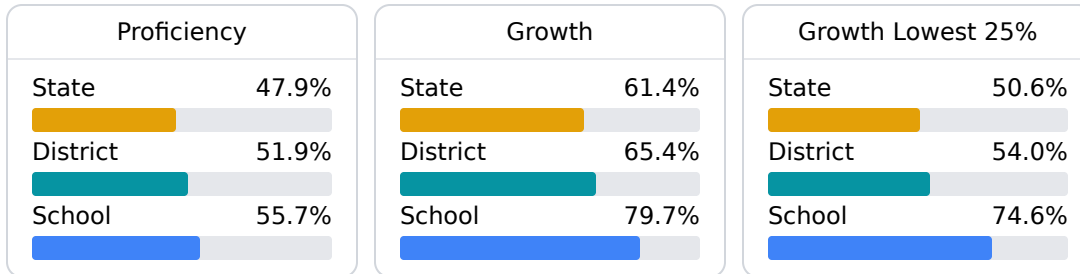 Proficiency
State 47.9%
District 51.9%
School 55.7%
Growth
State 61.4%
District 65.4%
School 79.7%
Growth Lowest 25%
State 50.6%
District 54.0%
School 74.6%